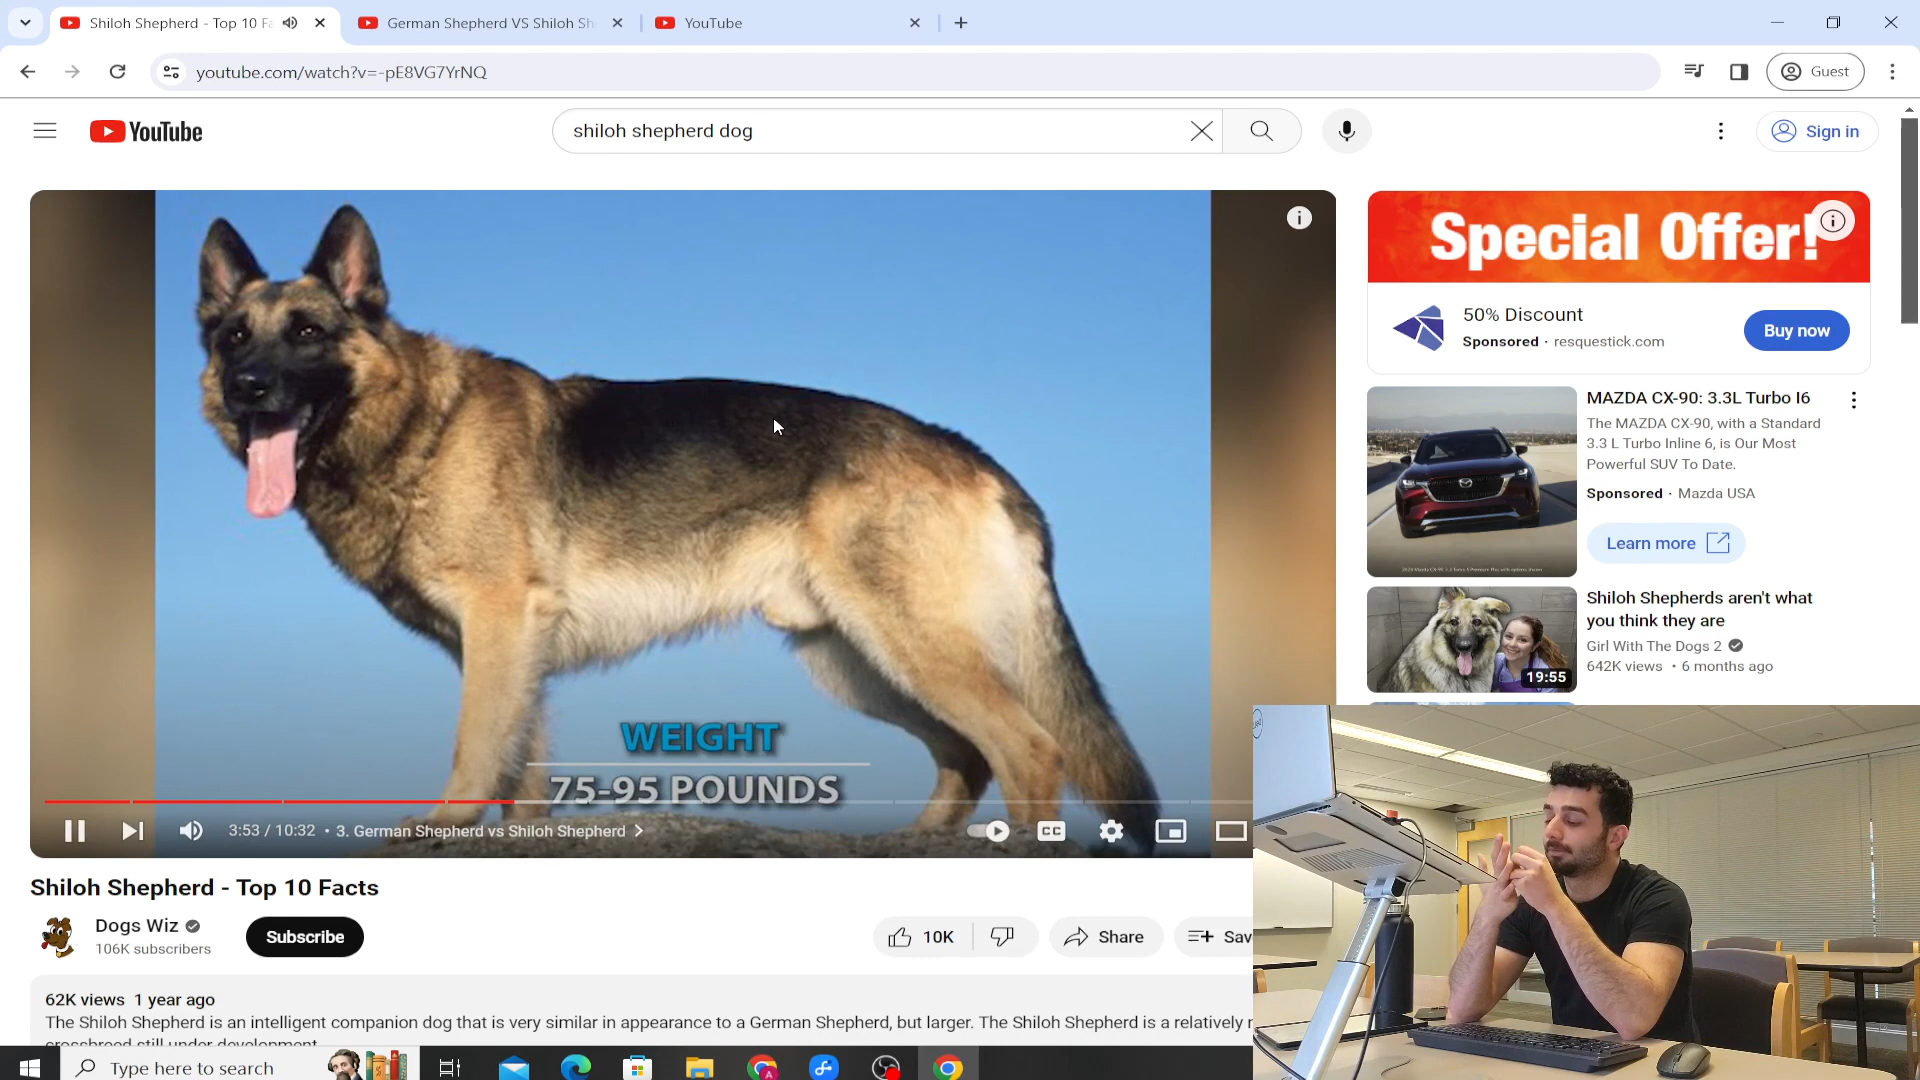 Shiloh Shepherd - Top 10 Fa
German Shepherd VS Shiloh Sh
YouTube
youtube.com/watch?v=-pE8VG7YrNQ
Guest
YouTube
shiloh shepherd dog
Sign in
Special Offer!
50% Discount
Sponsored · resquestick.com
Buy now
MAZDA CX-90: 3.3L Turbo I6
The MAZDA CX-90, with a Standard
3.3 L Turbo Inline 6, is Our Most
Powerful SUV To Date.
Sponsored · Mazda USA
Learn more
Shiloh Shepherds aren't what
you think they are
Girl With The Dogs 2
642K views • 6 months ago
19:55
WEIGHT
75-95 POUNDS
3:53 / 10:32 • 3. German Shepherd vs Shiloh Shepherd
CC
Shiloh Shepherd - Top 10 Facts
Dogs Wiz
106K subscribers
Subscribe
10K
Share
Sav
62K views 1 year ago
The Shiloh Shepherd is an intelligent companion dog that is very similar in appearance to a German Shepherd, but larger. The Shiloh Shepherd is a relatively r
crossbreed still under development
Type here to search